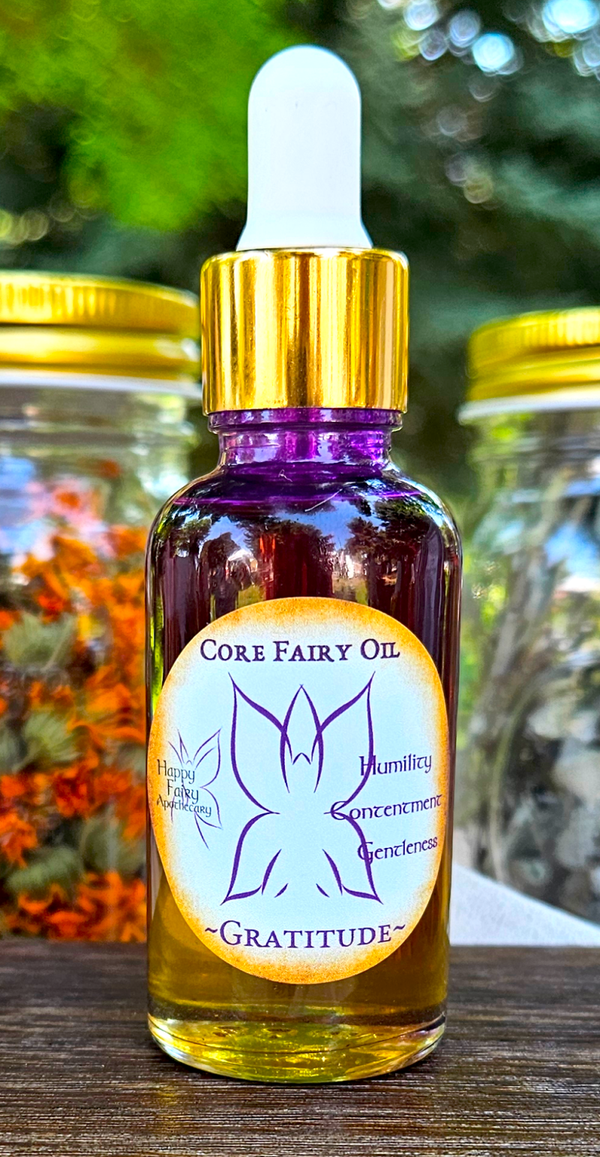 Core Fairy Oil
Happy
Fairy
Apothecary
Humility
Contentment
Gentleness
~Gratitude~